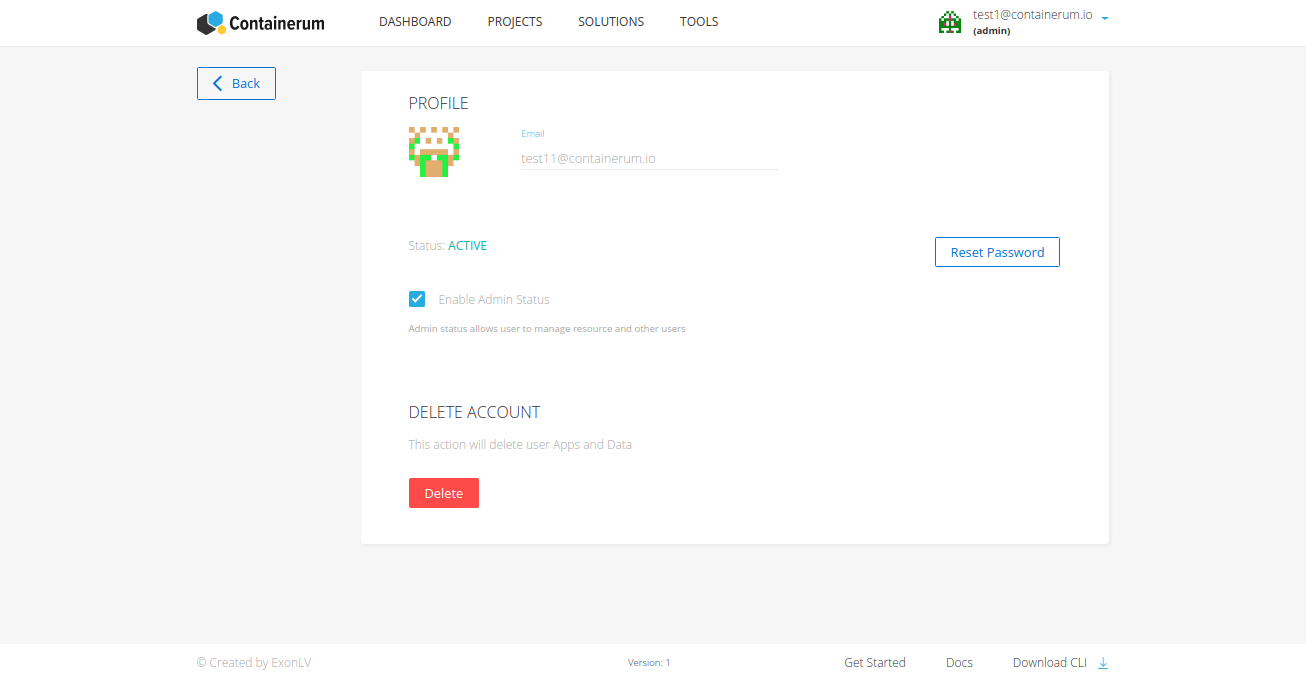 Containerum
DASHBOARD PROJECTS SOLUTIONS TOOLS
test1@containerum.io
(admin)
Back
PROFILE
Email
test11@containerum.io
Status: ACTIVE
Reset Password
Enable Admin Status
Admin status allows user to manage resource and other users
DELETE ACCOUNT
This action will delete user Apps and Data
Delete
© Created by ExonLV
Version: 1
Get Started Docs Download CLI